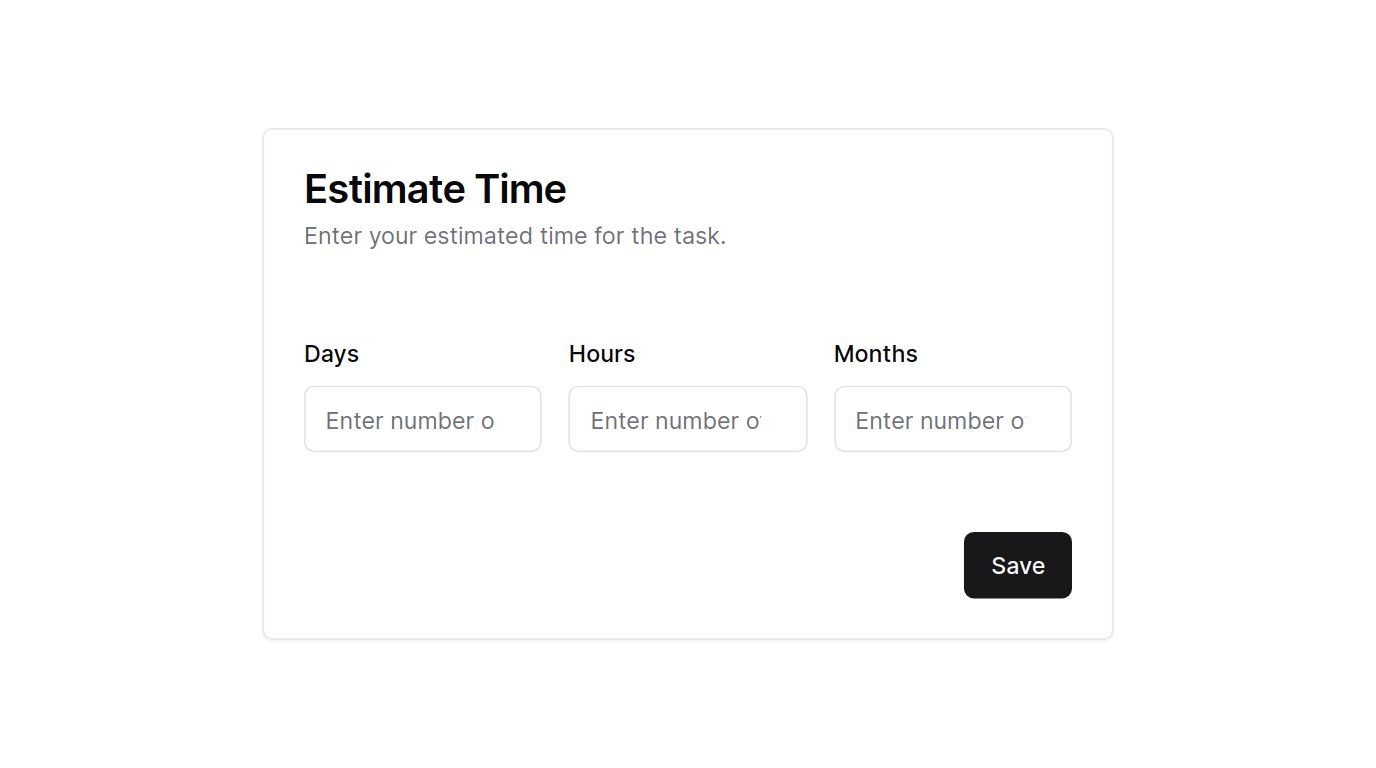 Estimate Time
Enter your estimated time for the task.
Days Hours Months
Enter number o Enter number o Enter number o
Save